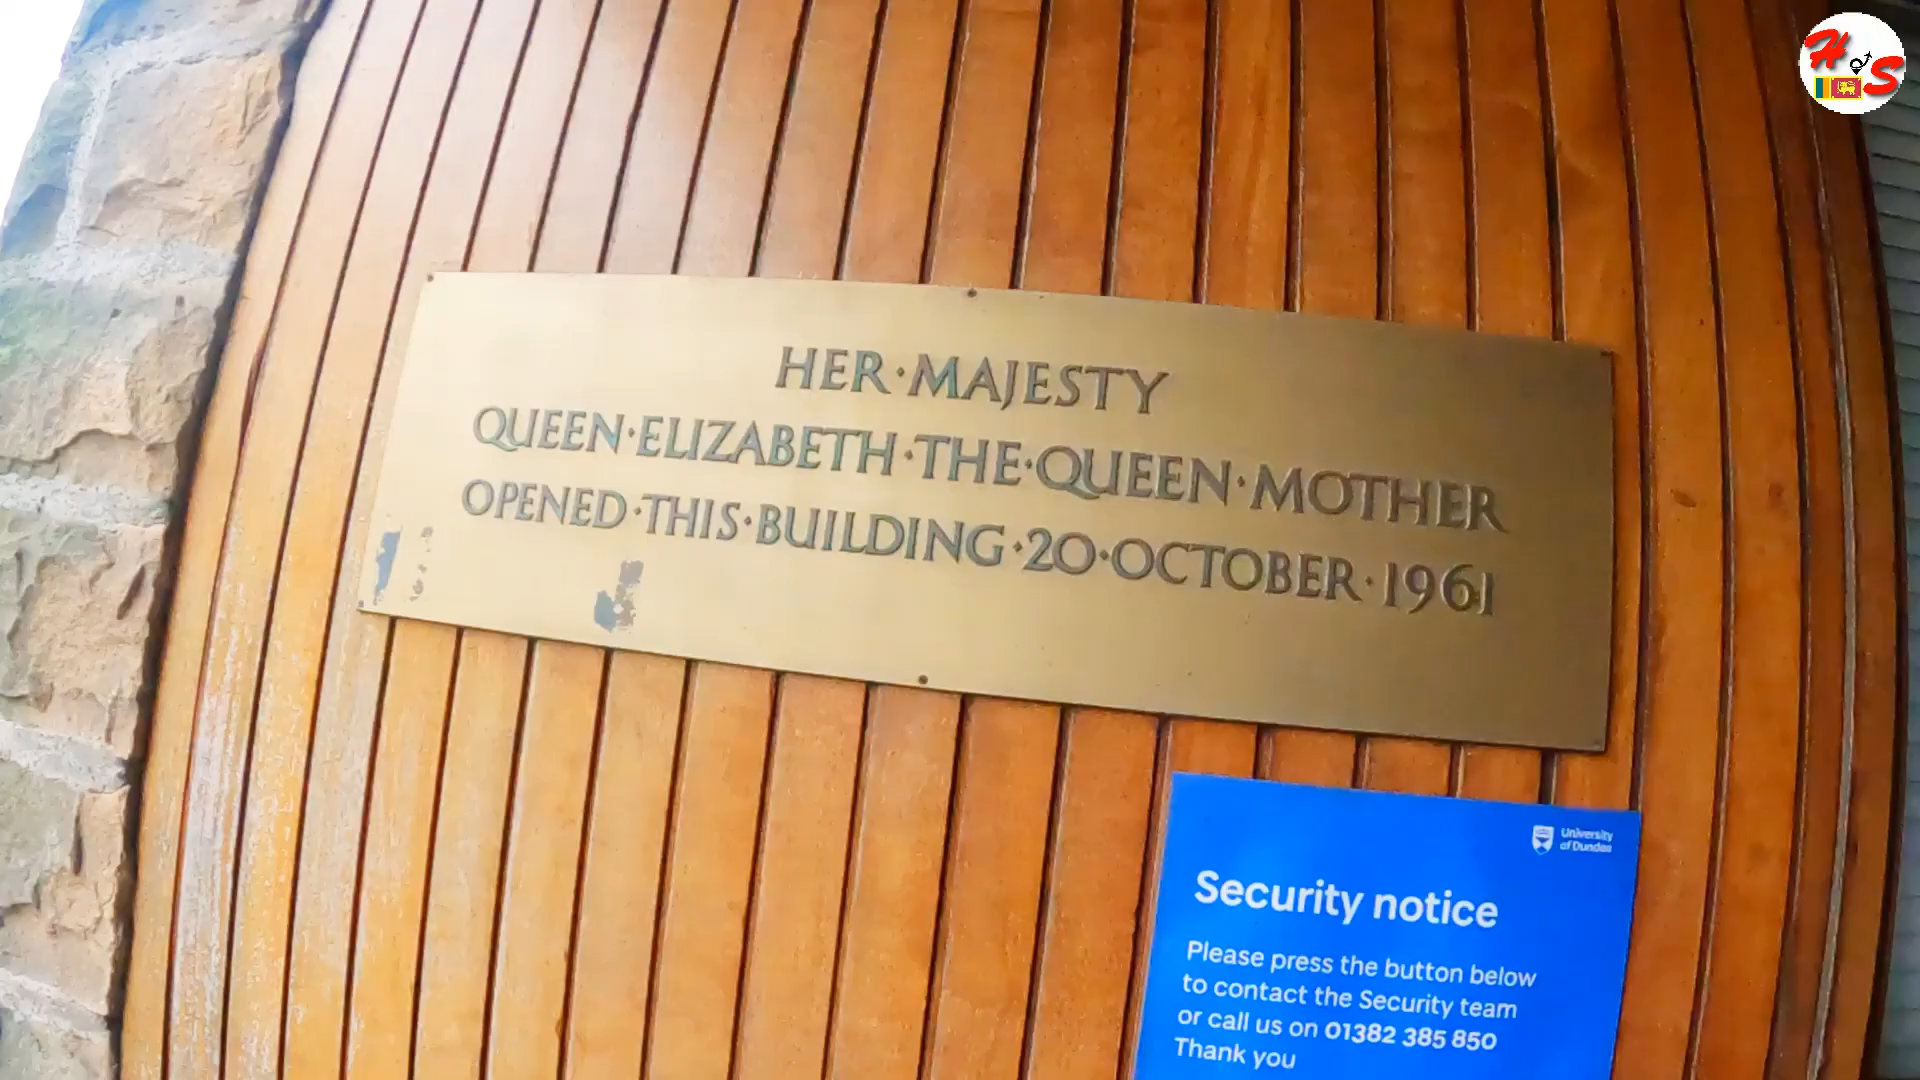 H S
HER·MAJESTY
QUEEN·ELIZABETH·THE·QUEEN·MOTHER
OPENED·THIS·BUILDING·20·OCTOBER·1961
University
of Dundee
Security notice
Please press the button below
to contact the Security team
or call us on 01382 385 850
Thank you